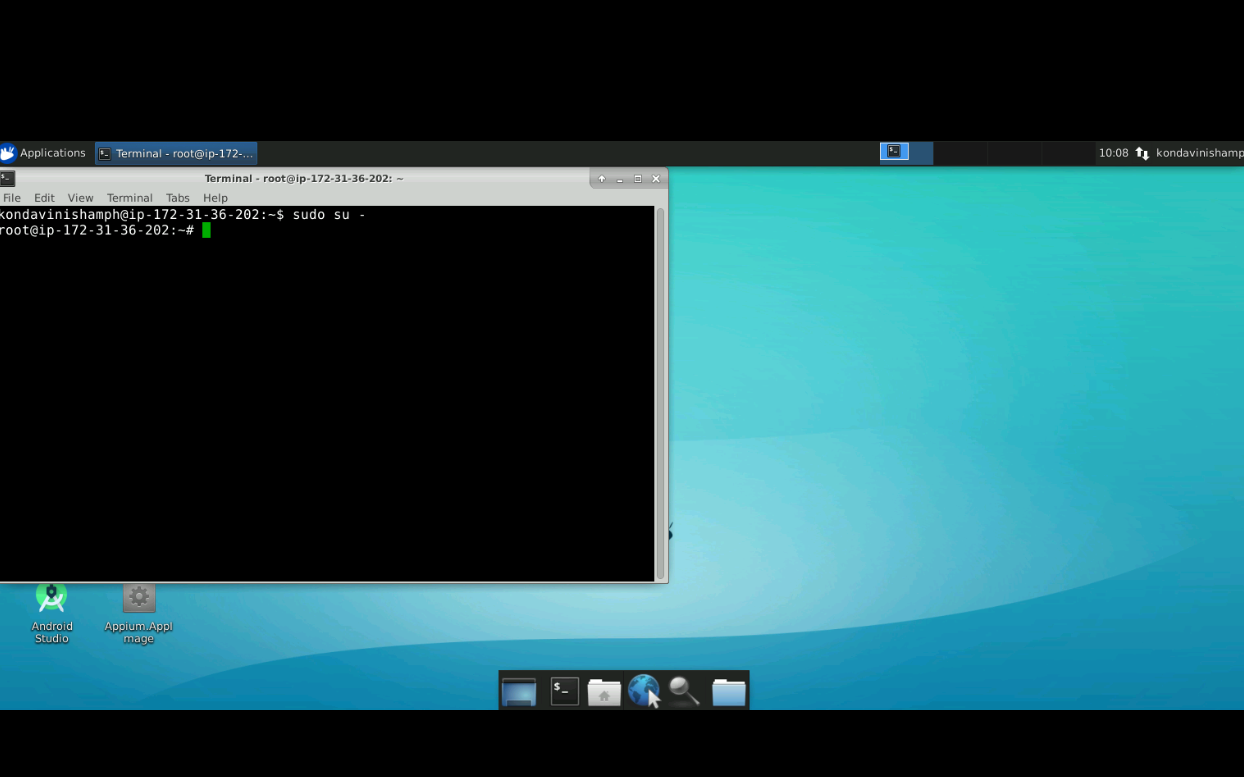 Applications
Terminal - root@ip-172-...
10:08
kondavinishamp
Terminal - root@ip-172-31-36-202: ~
File Edit View Terminal Tabs Help
kondavinishamph@ip-172-31-36-202:~$ sudo su -
root@ip-172-31-36-202:~#
Android
Studio
Appium.AppI
mage
$_